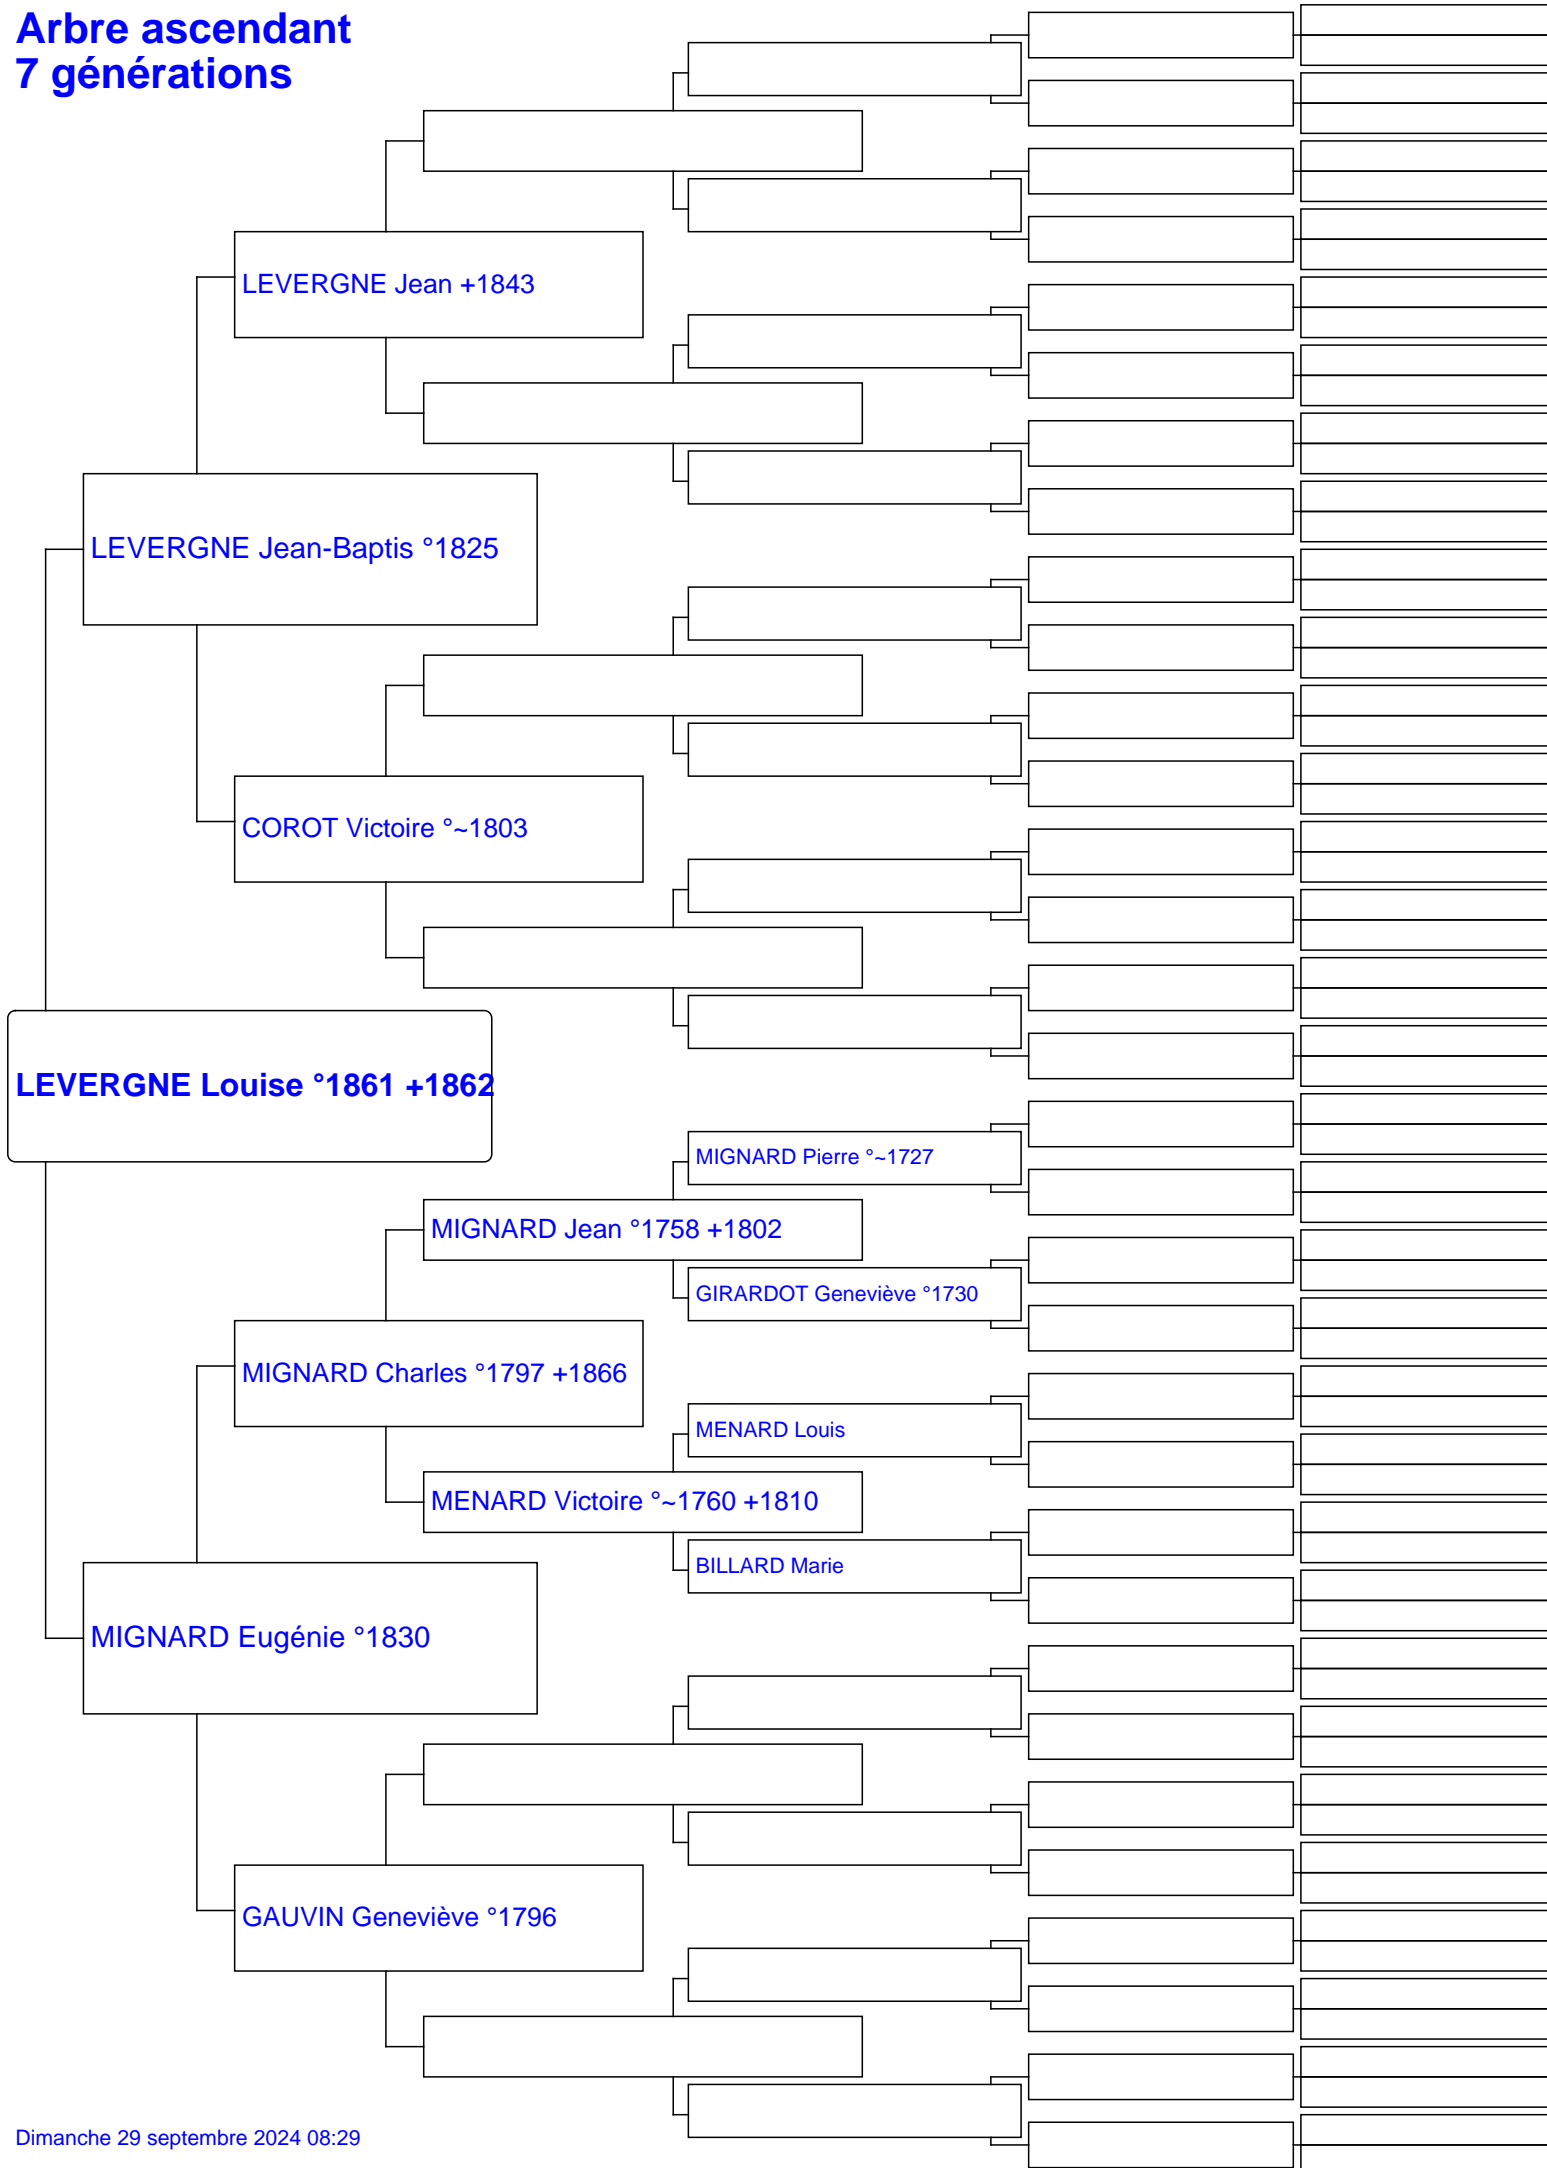 Arbre ascendant
7 générations
LEVERGNE Jean +1843
LEVERGNE Jean-Baptis °1825
COROT Victoire °~1803
LEVERGNE Louise °1861 +1862
MIGNARD Pierre °~1727
MIGNARD Jean °1758 +1802
GIRARDOT Geneviève °1730
MIGNARD Charles °1797 +1866
MENARD Louis
MENARD Victoire °~1760 +1810
BILLARD Marie
MIGNARD Eugénie °1830
GAUVIN Geneviève °1796
Dimanche 29 septembre 2024 08:29